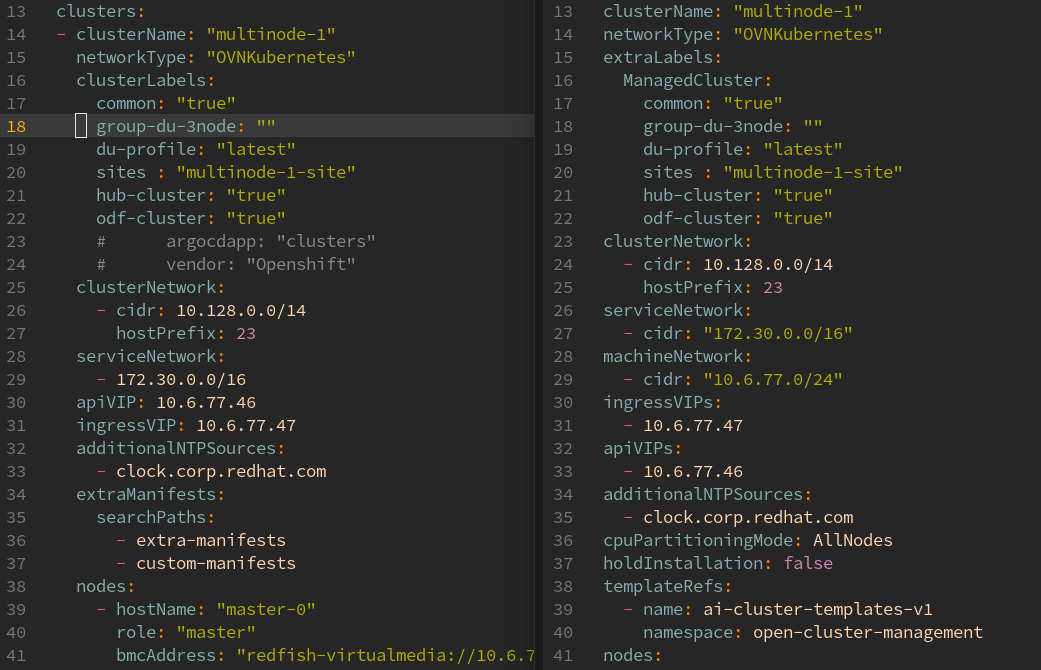 13 clusters:
14 - clusterName: "multinode-1"
15 networkType: "OVNKubernetes"
16 clusterLabels:
17 common: "true"
18 group-du-3node: ""
19 du-profile: "latest"
20 sites : "multinode-1-site"
21 hub-cluster: "true"
22 odf-cluster: "true"
23 # argocdapp: "clusters"
24 # vendor: "Openshift"
25 clusterNetwork:
26 - cidr: 10.128.0.0/14
27 hostPrefix: 23
28 serviceNetwork:
29 - 172.30.0.0/16
30 apiVIP: 10.6.77.46
31 ingressVIP: 10.6.77.47
32 additionalNTPSources:
33 - clock.corp.redhat.com
34 extraManifests:
35 searchPaths:
36 - extra-manifests
37 - custom-manifests
38 nodes:
39 - hostName: "master-0"
40 role: "master"
41 bmcAddress: "redfish-virtualmedia://10.6.7
13 clusterName: "multinode-1"
14 networkType: "OVNKubernetes"
15 extraLabels:
16 ManagedCluster:
17 common: "true"
18 group-du-3node: ""
19 du-profile: "latest"
20 sites : "multinode-1-site"
21 hub-cluster: "true"
22 odf-cluster: "true"
23 clusterNetwork:
24 - cidr: 10.128.0.0/14
25 hostPrefix: 23
26 serviceNetwork:
27 - cidr: "172.30.0.0/16"
28 machineNetwork:
29 - cidr: "10.6.77.0/24"
30 ingressVIPs:
31 - 10.6.77.47
32 apiVIPs:
33 - 10.6.77.46
34 additionalNTPSources:
35 - clock.corp.redhat.com
36 cpuPartitioningMode: AllNodes
37 holdInstallation: false
38 templateRefs:
39 - name: ai-cluster-templates-v1
40 namespace: open-cluster-management
41 nodes: